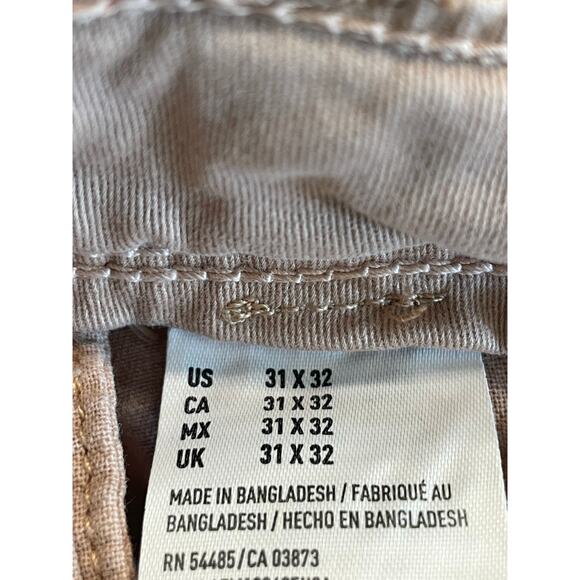 US 31 X 32
CA 31 X 32
MX 31 X 32
UK 31 X 32
MADE IN BANGLADESH / FABRIQUÉ AU
BANGLADESH / HECHO EN BANGLADESH
RN 54485/CA 03873